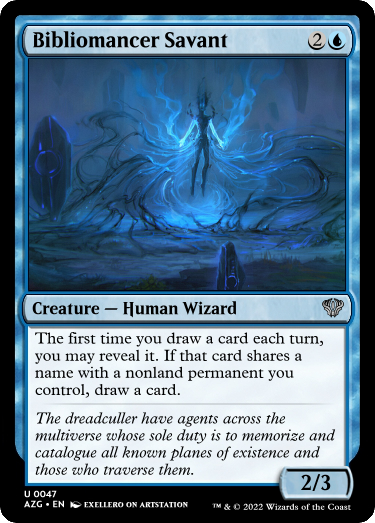 Bibliomancer Savant 2
Creature — Human Wizard
The first time you draw a card each turn,
you may reveal it. If that card shares a
name with a nonland permanent you
control, draw a card.
The dreadculler have agents across the
multiverse whose sole duty is to memorize and
catalogue all known planes of existence and
those who traverse them.
2/3
U 0047
AZG • EN EXELLERO ON ARTSTATION ™ & © 2022 Wizards of the Coast